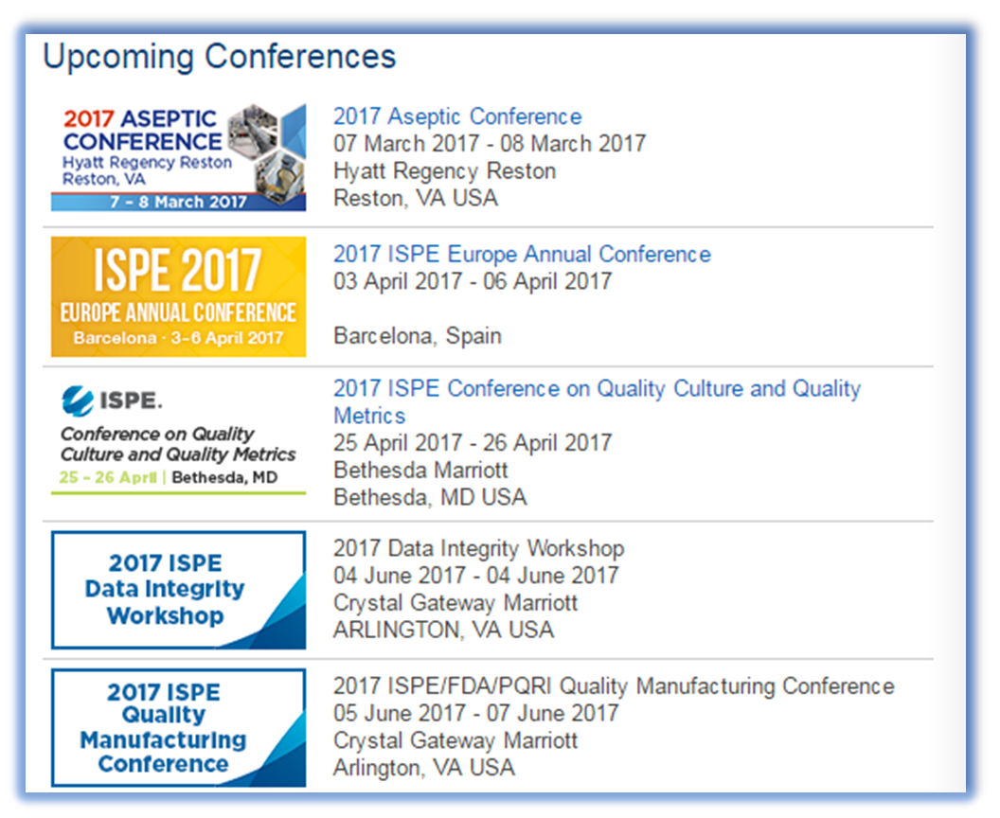 Upcoming Conferences
2017 ASEPTIC
CONFERENCE
Hyatt Regency Reston
Reston, VA
7 – 8 March 2017
2017 Aseptic Conference
07 March 2017 - 08 March 2017
Hyatt Regency Reston
Reston, VA USA
ISPE 2017
EUROPE ANNUAL CONFERENCE
Barcelona · 3-6 April 2017
2017 ISPE Europe Annual Conference
03 April 2017 - 06 April 2017
Barcelona, Spain
ISPE.
Conference on Quality
Culture and Quality Metrics
25 – 26 April | Bethesda, MD
2017 ISPE Conference on Quality Culture and Quality
Metrics
25 April 2017 - 26 April 2017
Bethesda Marriott
Bethesda, MD USA
2017 ISPE
Data Integrity
Workshop
2017 Data Integrity Workshop
04 June 2017 - 04 June 2017
Crystal Gateway Marriott
ARLINGTON, VA USA
2017 ISPE
Quality
Manufacturing
Conference
2017 ISPE/FDA/PQRI Quality Manufacturing Conference
05 June 2017 - 07 June 2017
Crystal Gateway Marriott
Arlington, VA USA